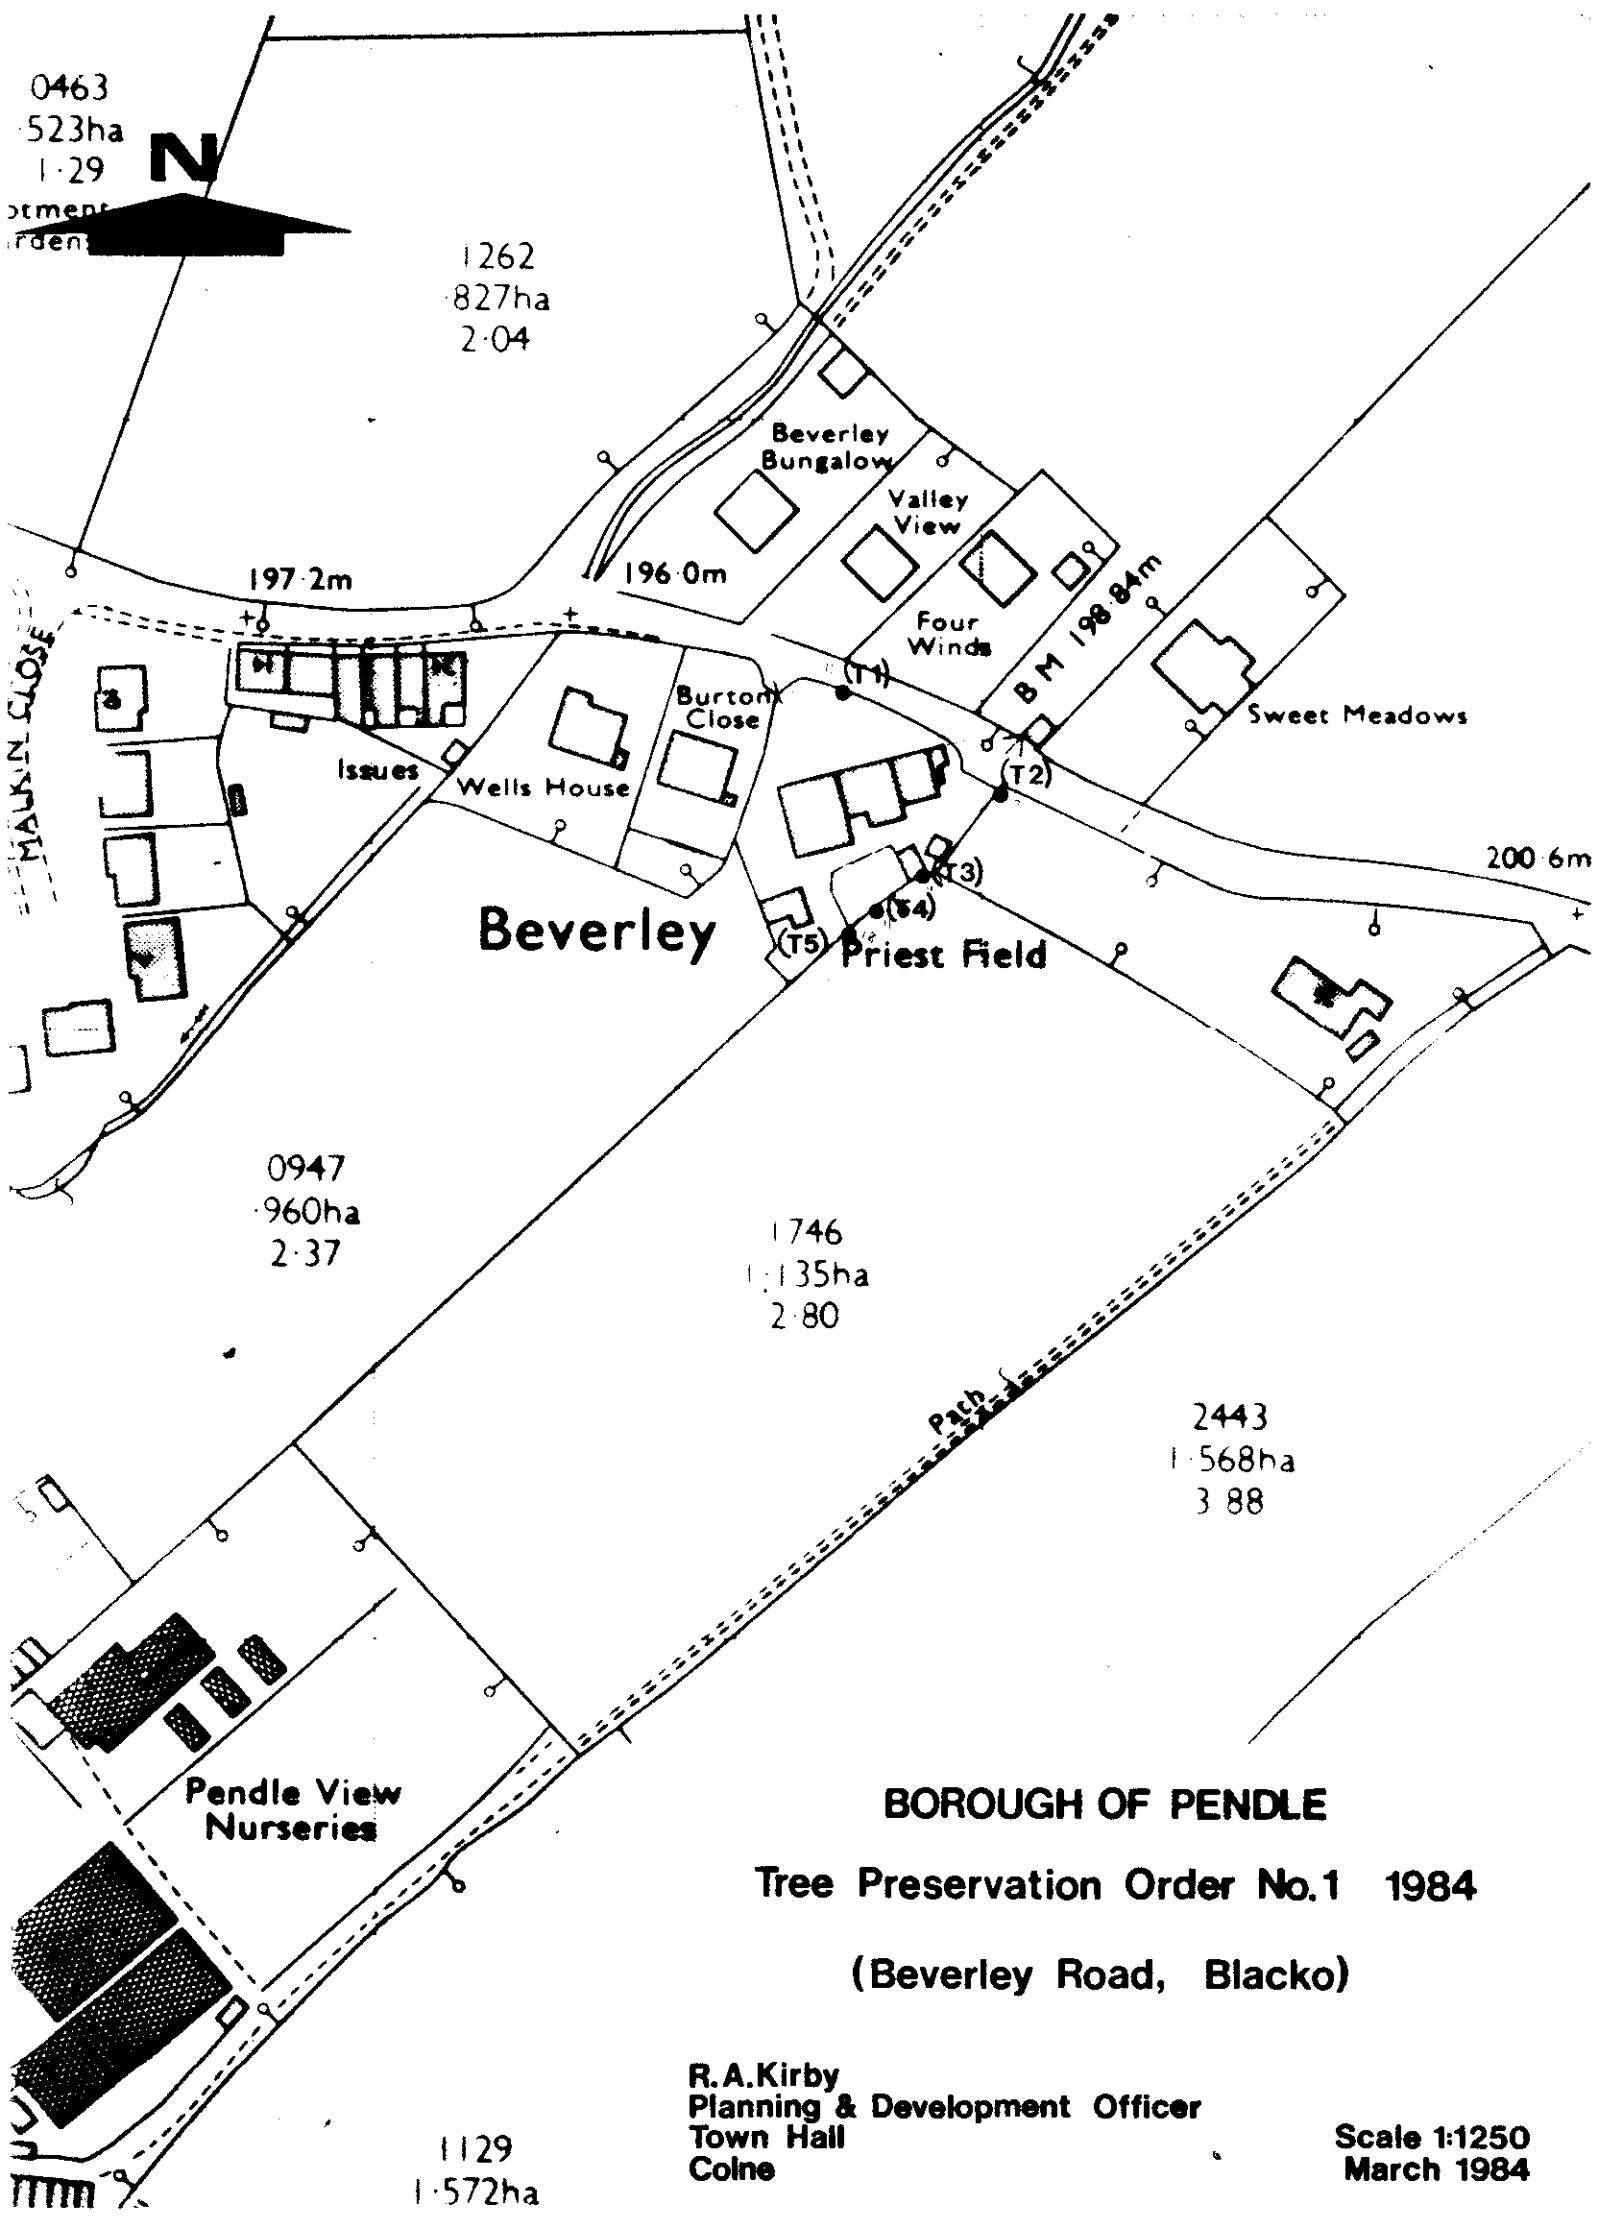 0463
·523ha
1·29
N
1262
·827ha
2·04
Beverley
Bungalow
Valley
View
197·2m
196·0m
Four
Winds
B M 198·84m
MALKIN CLOSE
(T1)
Burton
Close
Sweet Meadows
Issues
Wells House
(T2)
200·6m
(T3)
(T4)
Beverley
(T5)
Priest Field
0947
·960ha
2·37
1746
1·135ha
2·80
Path
2443
1·568ha
3·88
Pendle View
Nurseries
BOROUGH OF PENDLE
Tree Preservation Order No.1 1984
(Beverley Road, Blacko)
R.A.Kirby
Planning & Development Officer
Town Hall
Colne
Scale 1:1250
March 1984
1129
1·572ha